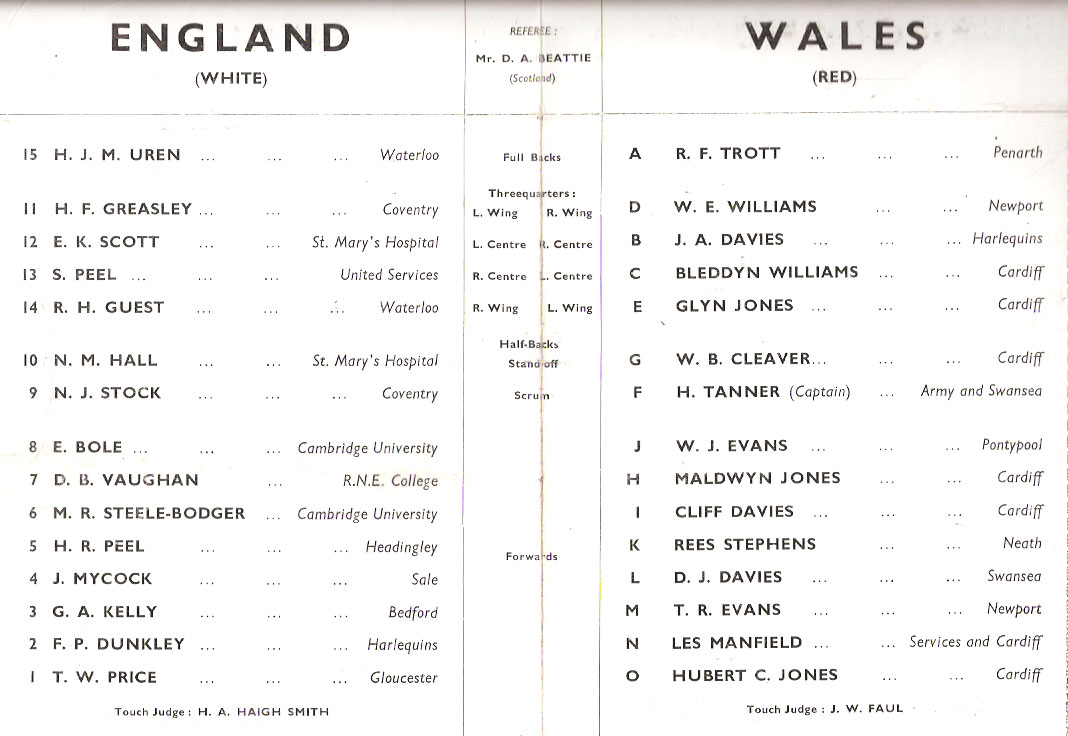 ENGLAND
(WHITE)
REFEREE :
Mr. D. A. BEATTIE
(Scotland)
WALES
(RED)
15 H. J. M. UREN ... ... ... Waterloo
Full Backs
A R. F. TROTT ... ... ... Penarth
Threequarters :
11 H. F. GREASLEY ... ... ... Coventry
L. Wing R. Wing
D W. E. WILLIAMS ... ... Newport
12 E. K. SCOTT ... ... St. Mary's Hospital
L. Centre R. Centre
B J. A. DAVIES ... ... ... Harlequins
13 S. PEEL ... ... ... United Services
R. Centre L. Centre
C BLEDDYN WILLIAMS ... ... Cardiff
14 R. H. GUEST ... ... ... Waterloo
R. Wing L. Wing
E GLYN JONES ... ... ... Cardiff
Half-Backs
10 N. M. HALL ... ... St. Mary's Hospital
Stand-off
G W. B. CLEAVER... ... ... Cardiff
9 N. J. STOCK ... ... ... Coventry
Scrum
F H. TANNER (Captain) ... Army and Swansea
8 E. BOLE ... ... ... Cambridge University
J W. J. EVANS ... ... ... Pontypool
7 D. B. VAUGHAN ... R.N.E. College
H MALDWYN JONES ... ... Cardiff
6 M. R. STEELE-BODGER ... Cambridge University
I CLIFF DAVIES ... ... ... Cardiff
5 H. R. PEEL ... ... ... Headingley
Forwards
K REES STEPHENS ... ... Neath
4 J. MYCOCK ... ... ... Sale
L D. J. DAVIES ... ... ... Swansea
3 G. A. KELLY ... ... ... Bedford
M T. R. EVANS ... ... ... Newport
2 F. P. DUNKLEY ... ... ... Harlequins
N LES MANFIELD ... ... Services and Cardiff
1 T. W. PRICE ... ... ... Gloucester
O HUBERT C. JONES ... ... Cardiff
Touch Judge : H. A. HAIGH SMITH
Touch Judge : J. W. FAUL